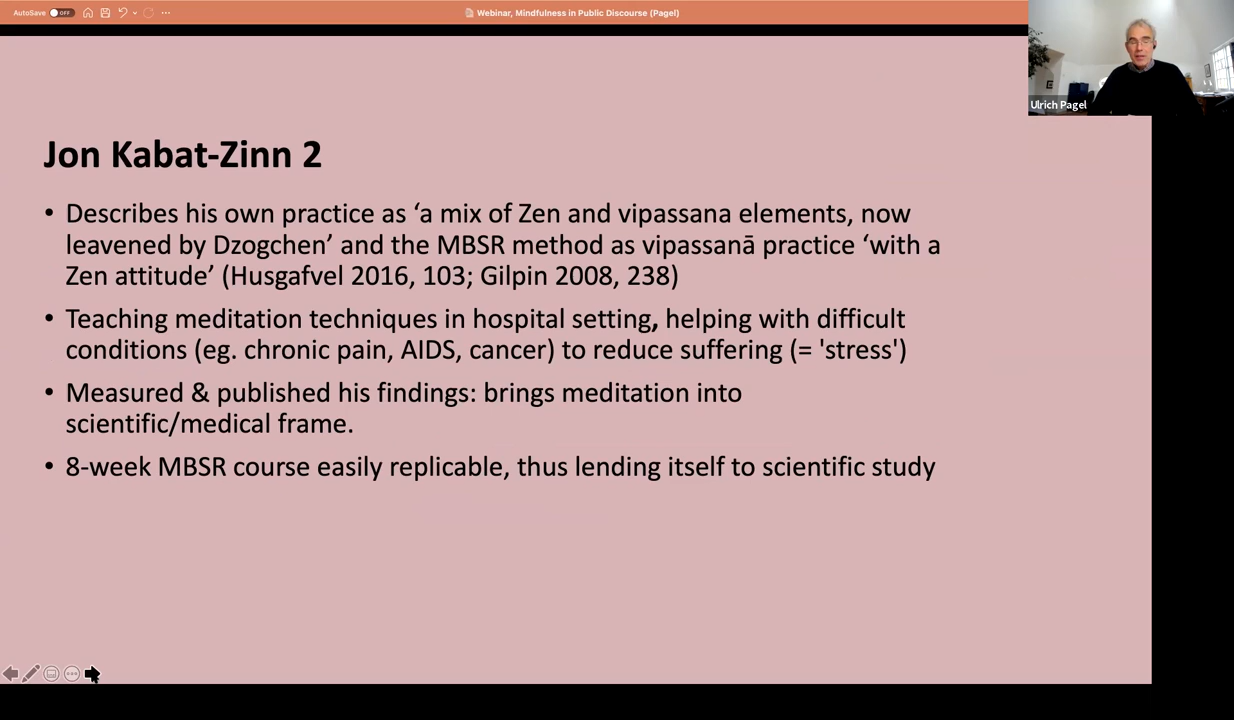 AutoSave OFF
Webinar, Mindfulness in Public Discourse (Pagel)
Ulrich Pagel
Jon Kabat-Zinn 2
• Describes his own practice as ‘a mix of Zen and vipassana elements, now
leavened by Dzogchen’ and the MBSR method as vipassanā practice ‘with a
Zen attitude’ (Husgafvel 2016, 103; Gilpin 2008, 238)
• Teaching meditation techniques in hospital setting, helping with difficult
conditions (eg. chronic pain, AIDS, cancer) to reduce suffering (= 'stress')
• Measured & published his findings: brings meditation into
scientific/medical frame.
• 8-week MBSR course easily replicable, thus lending itself to scientific study